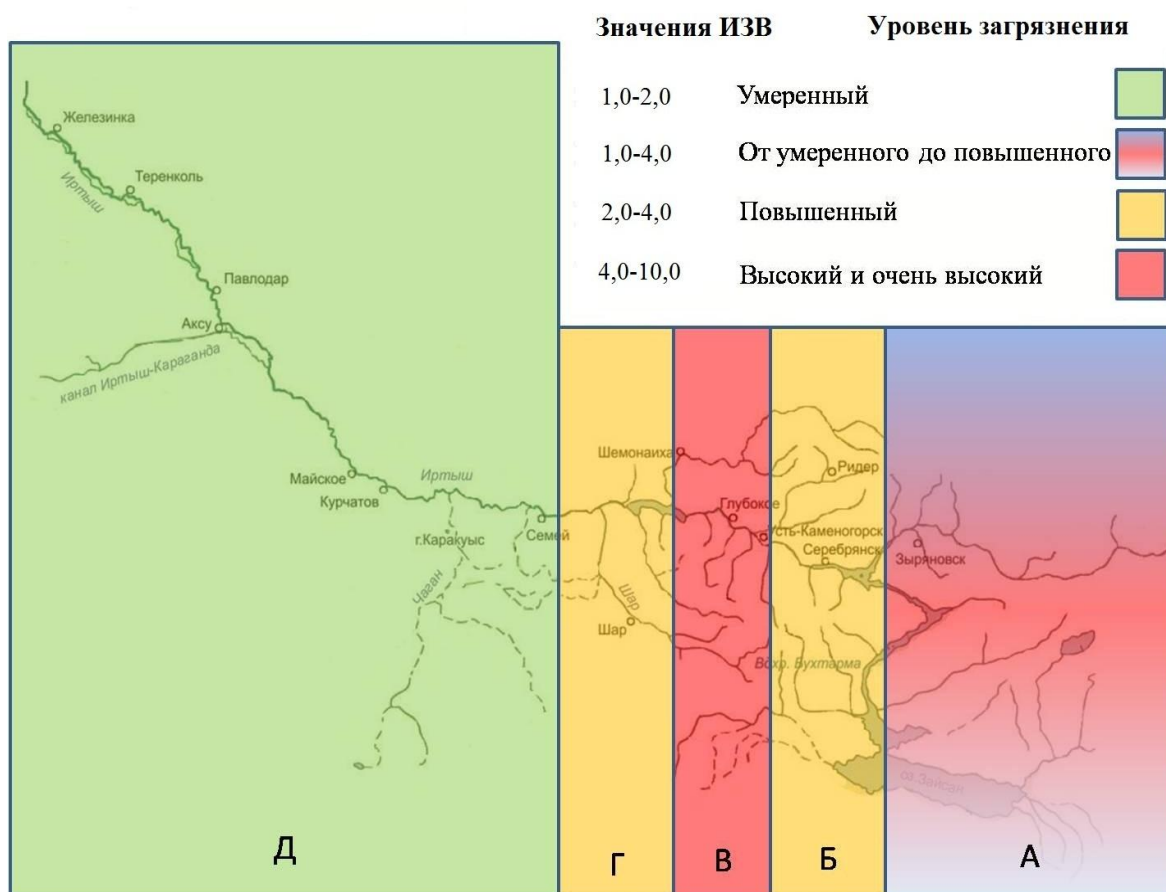 Значения ИЗВ Уровень загрязнения
1,0-2,0 Умеренный
1,0-4,0 От умеренного до повышенного
2,0-4,0 Повышенный
4,0-10,0 Высокий и очень высокий
Железинка
Теренколь
Иртыш
Павлодар
Аксу
канал Иртыш-Караганда
Шемонаиха
Ридер
Майское
Иртыш
Курчатов
Глубокое
Семей
Усть-Каменогорск
г.Каракуыс
Серебрянск
Зыряновск
Чаган
Шар
Шар
Вдхр. Бухтарма
оз.Зайсан
Д
Г
В
Б
А